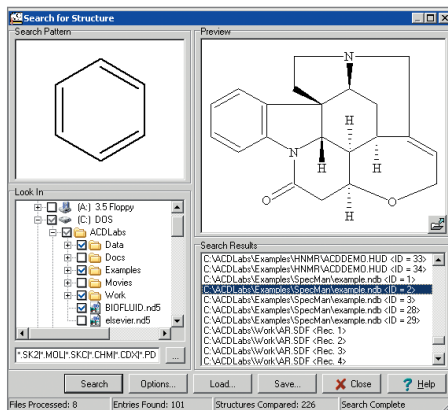 Search for Structure
Search Pattern
Preview
N
H
H
N
H
O
O
H
Look In
(A:) 3.5 Floppy
(C:) DOS
ACDLabs
Data
Docs
Examples
Movies
Work
BIOFLUID.nd5
elsevier.nd5
*.SK2|*.MOL|*.SKC|*.CHM|*.CDX|*.PD
...
Search Results
C:\ACDLabs\Examples\HNMR\ACDDEMO.HUD <ID = 33>
C:\ACDLabs\Examples\HNMR\ACDDEMO.HUD <ID = 34>
C:\ACDLabs\Examples\SpecMan\example.ndb <ID = 1>
C:\ACDLabs\Examples\SpecMan\example.ndb <ID = 2>
C:\ACDLabs\Examples\SpecMan\example.ndb <ID = 3>
C:\ACDLabs\Examples\SpecMan\example.ndb <ID = 28>
C:\ACDLabs\Examples\SpecMan\example.ndb <ID = 29>
C:\ACDLabs\Work\AR.SDF <Rec. 1>
C:\ACDLabs\Work\AR.SDF <Rec. 2>
C:\ACDLabs\Work\AR.SDF <Rec. 3>
C:\ACDLabs\Work\AR.SDF <Rec. 4>
Search Options... Load... Save... Close ? Help
Files Processed: 8 Entries Found: 101 Structures Compared: 226 Search Complete